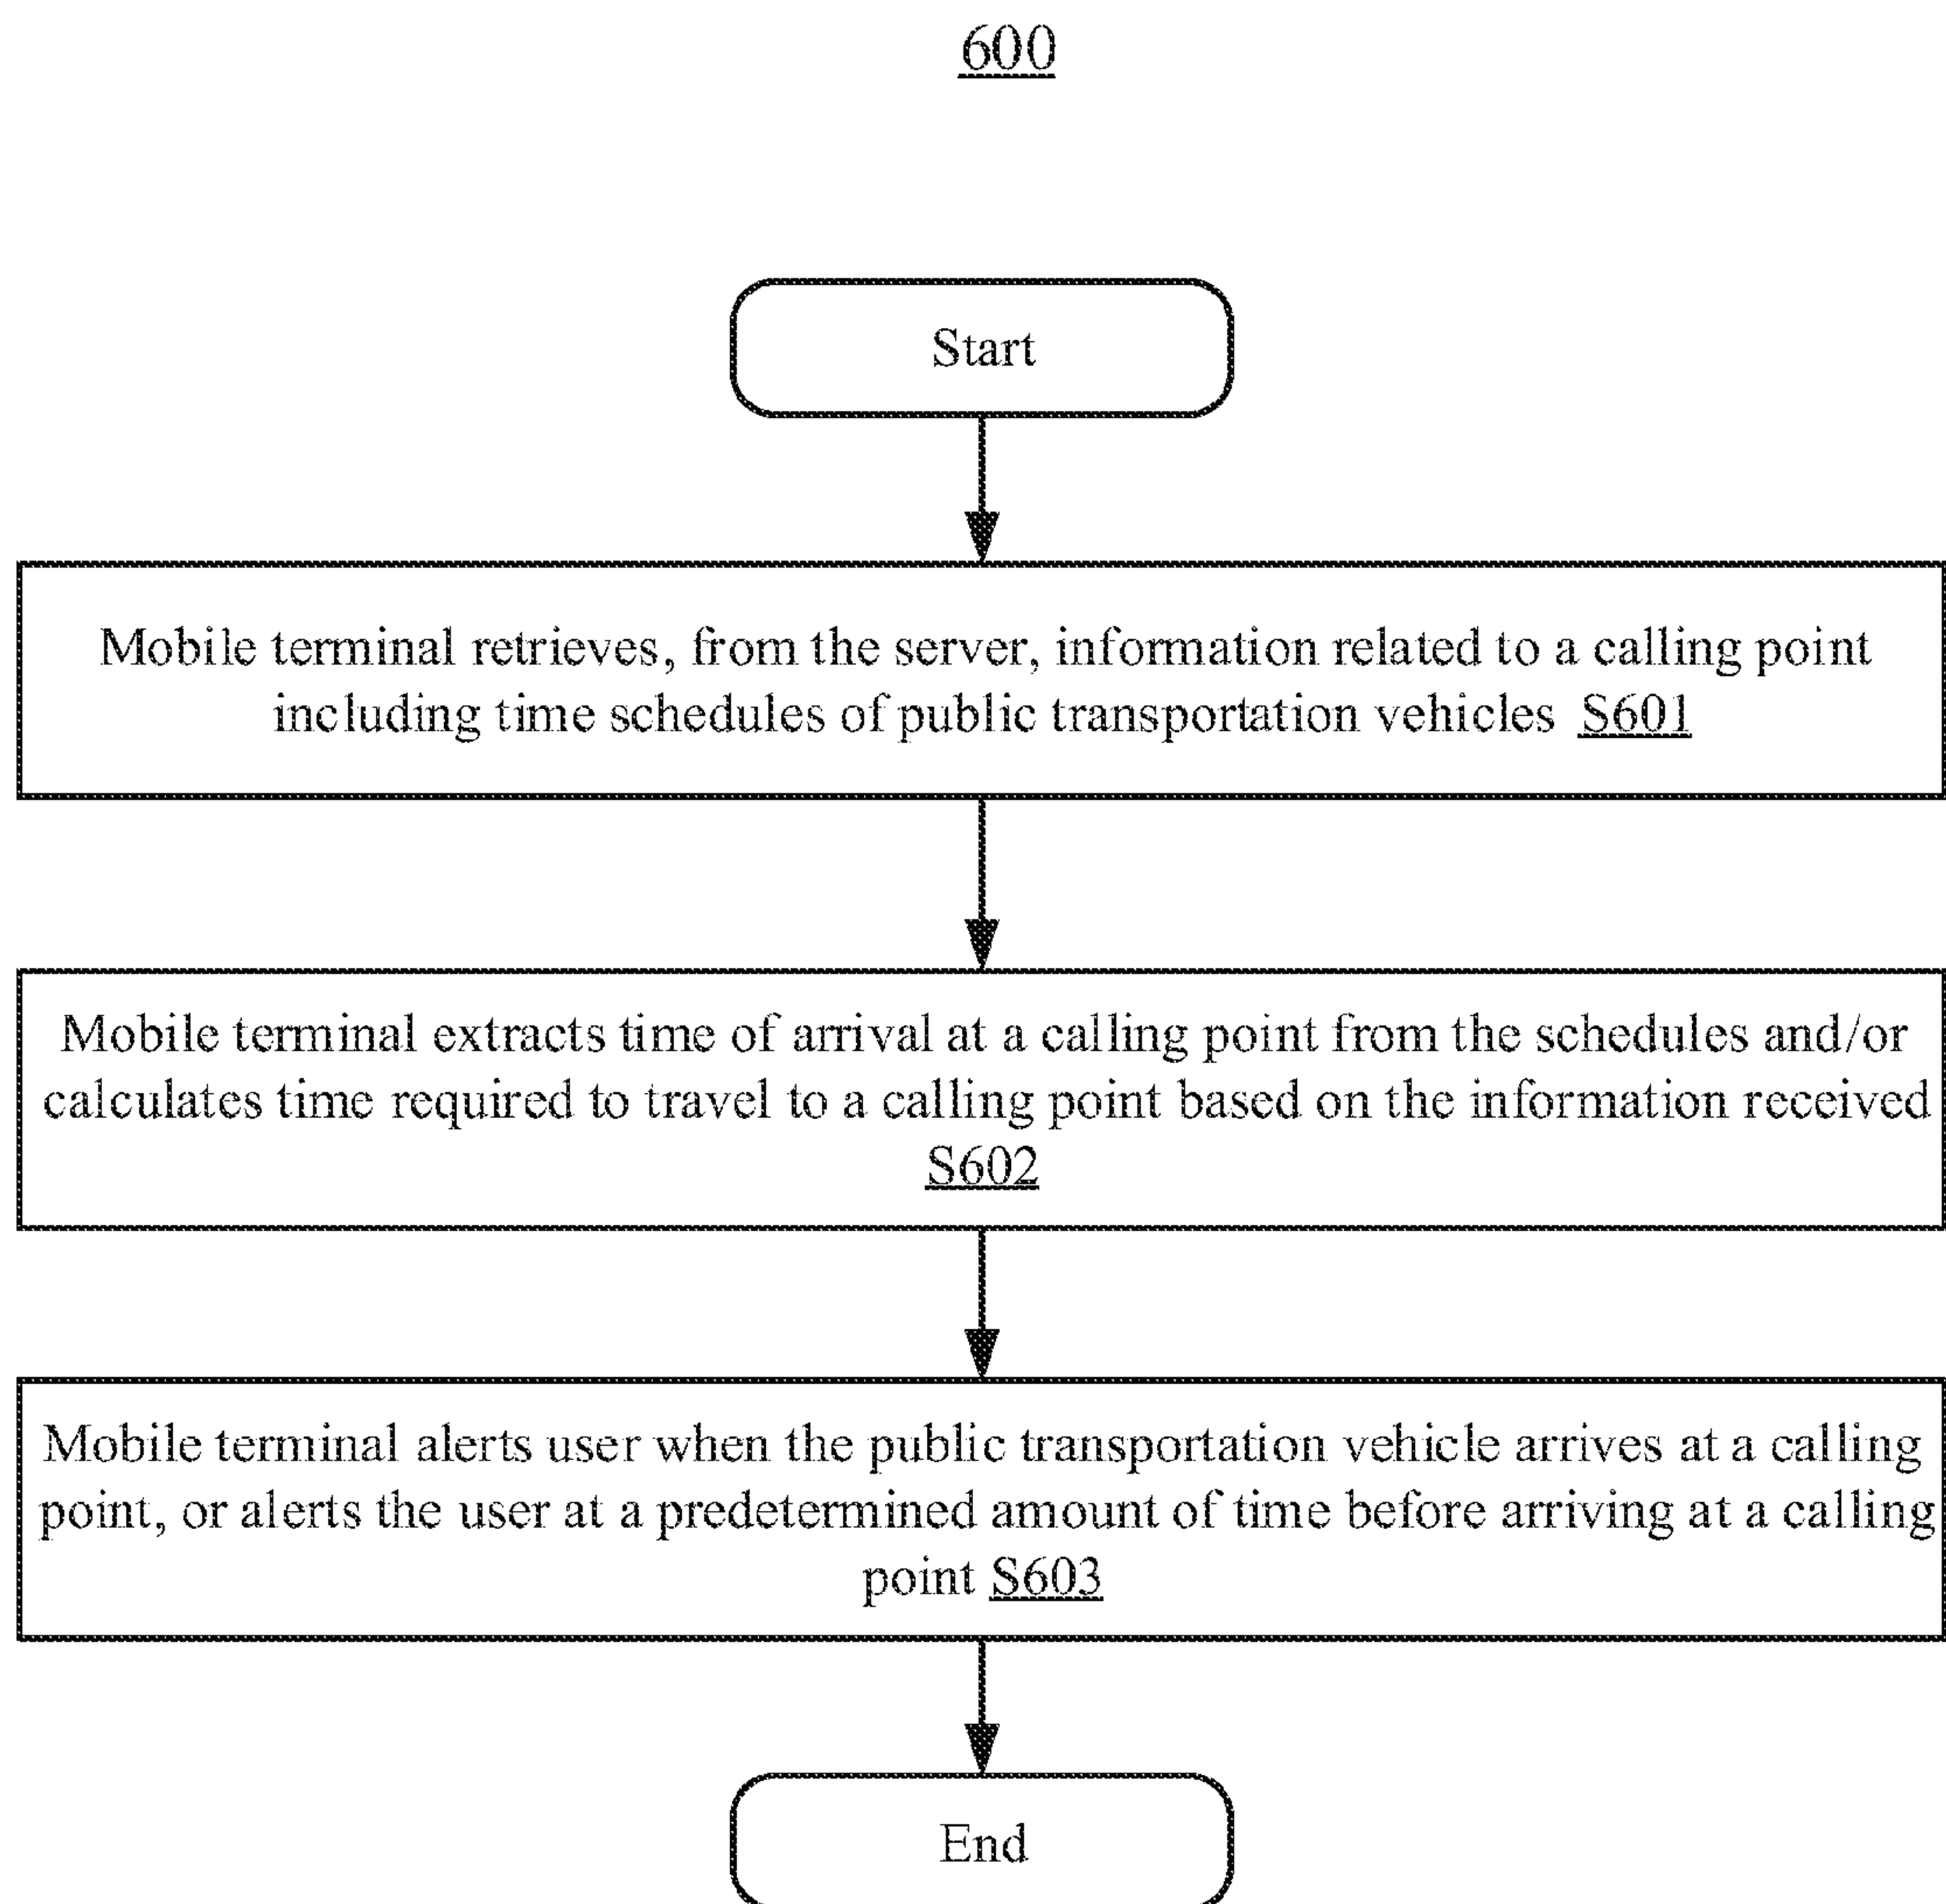 600
Start
Mobile terminal retrieves, from the server, information related to a calling point
including time schedules of public transportation vehicles S601
Mobile terminal extracts time of arrival at a calling point from the schedules and/or
calculates time required to travel to a calling point based on the information received
S602
Mobile terminal alerts user when the public transportation vehicle arrives at a calling
point, or alerts the user at a predetermined amount of time before arriving at a calling
point S603
End